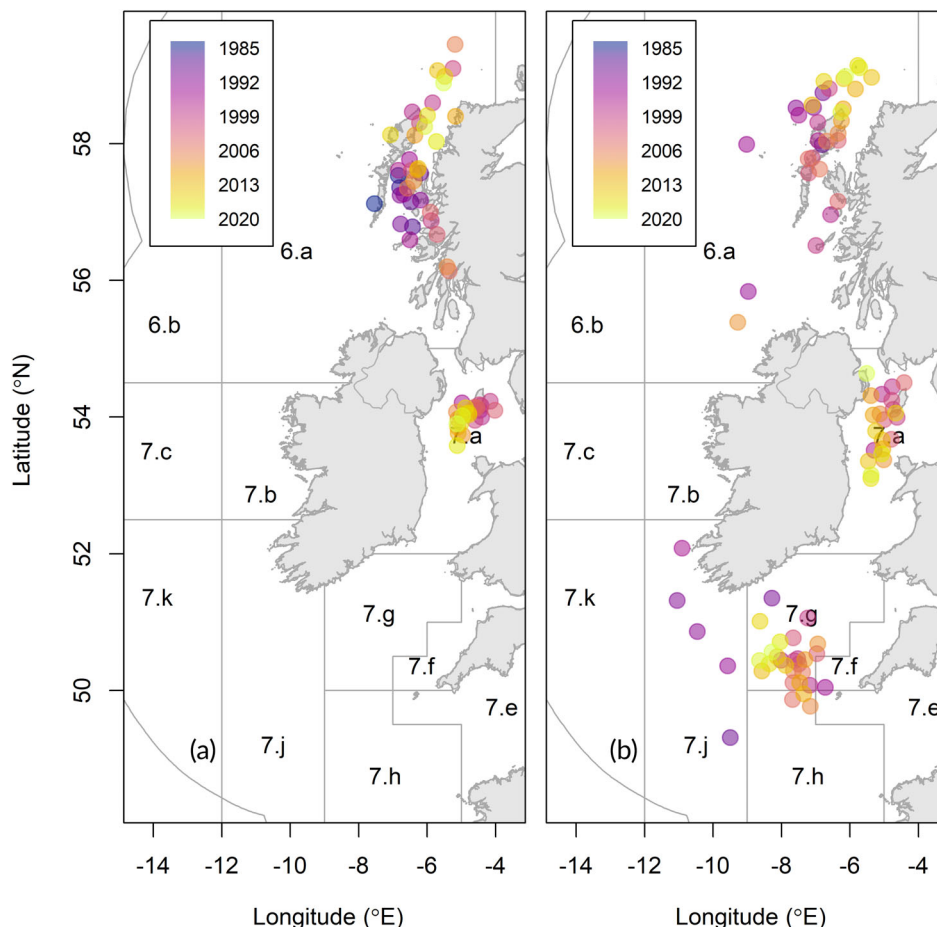 1985
1992
1999
2006
2013
2020
58
56
54
52
50
Latitude (°N)
6.a
6.b
7.c
7.b
7.a
7.k
7.g
7.f
7.e
7.j
7.h
(a)
-14 -12 -10 -8 -6 -4
Longitude (°E)
1985
1992
1999
2006
2013
2020
6.a
6.b
7.c
7.b
7.a
7.k
7.g
7.f
7.e
7.j
7.h
(b)
-14 -12 -10 -8 -6 -4
Longitude (°E)